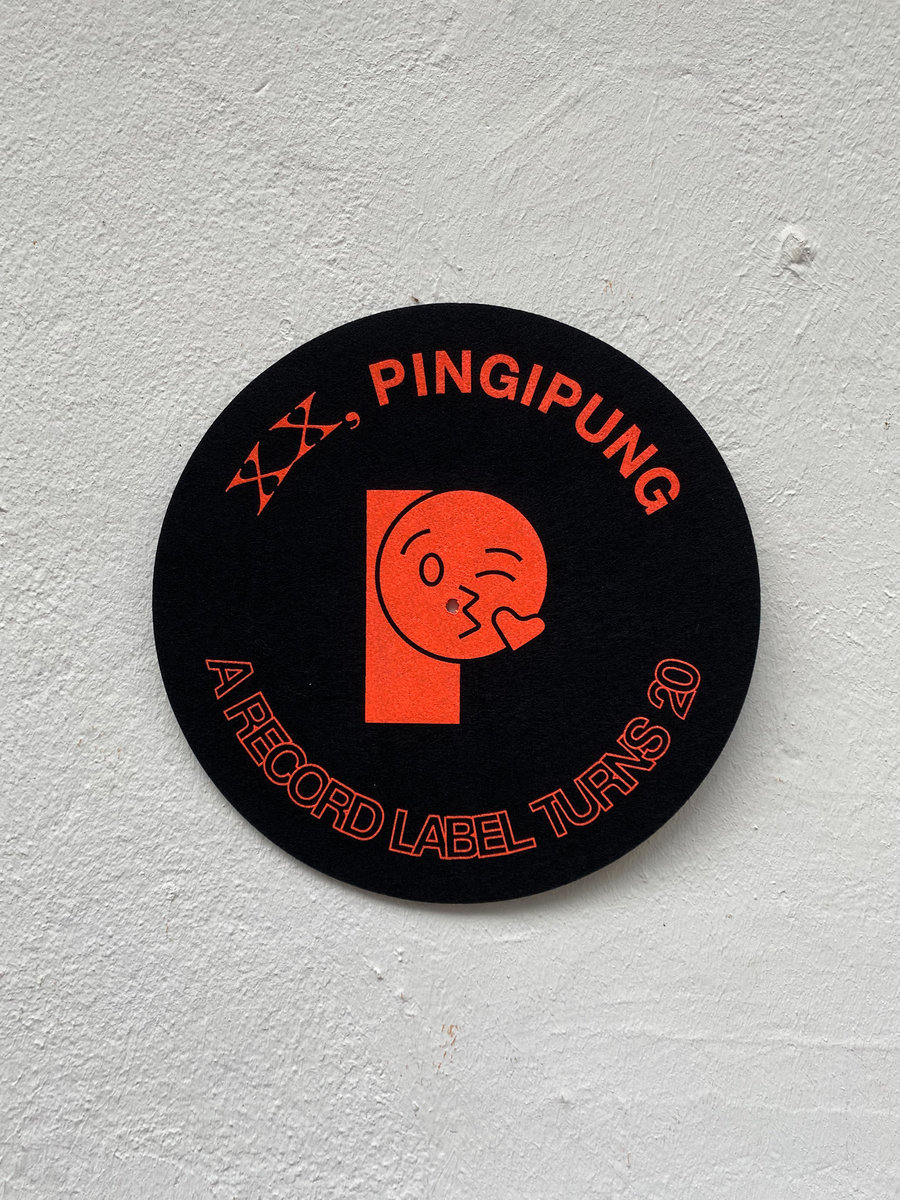 XX, PINGIPUNG
P
A RECORD LABEL TURNS 20